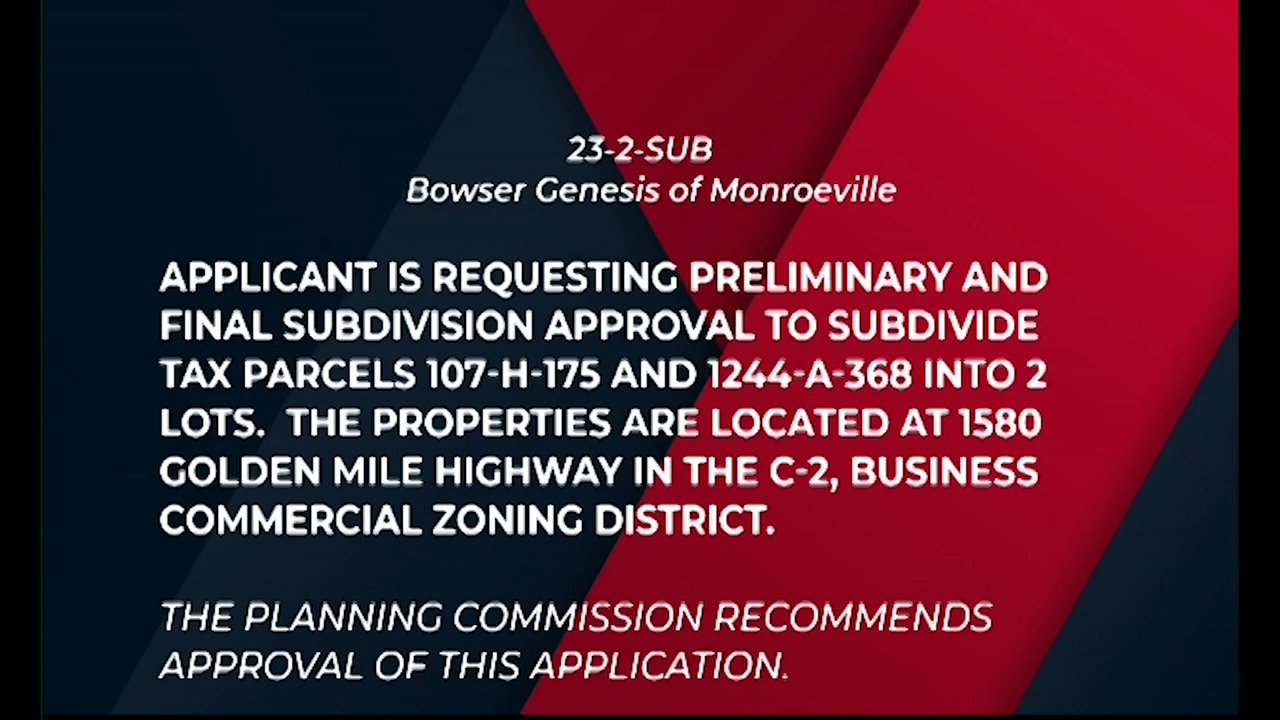 23-2-SUB
Bowser Genesis of Monroeville
APPLICANT IS REQUESTING PRELIMINARY AND
FINAL SUBDIVISION APPROVAL TO SUBDIVIDE
TAX PARCELS 107-H-175 AND 1244-A-368 INTO 2
LOTS.  THE PROPERTIES ARE LOCATED AT 1580
GOLDEN MILE HIGHWAY IN THE C-2, BUSINESS
COMMERCIAL ZONING DISTRICT.
THE PLANNING COMMISSION RECOMMENDS
APPROVAL OF THIS APPLICATION.